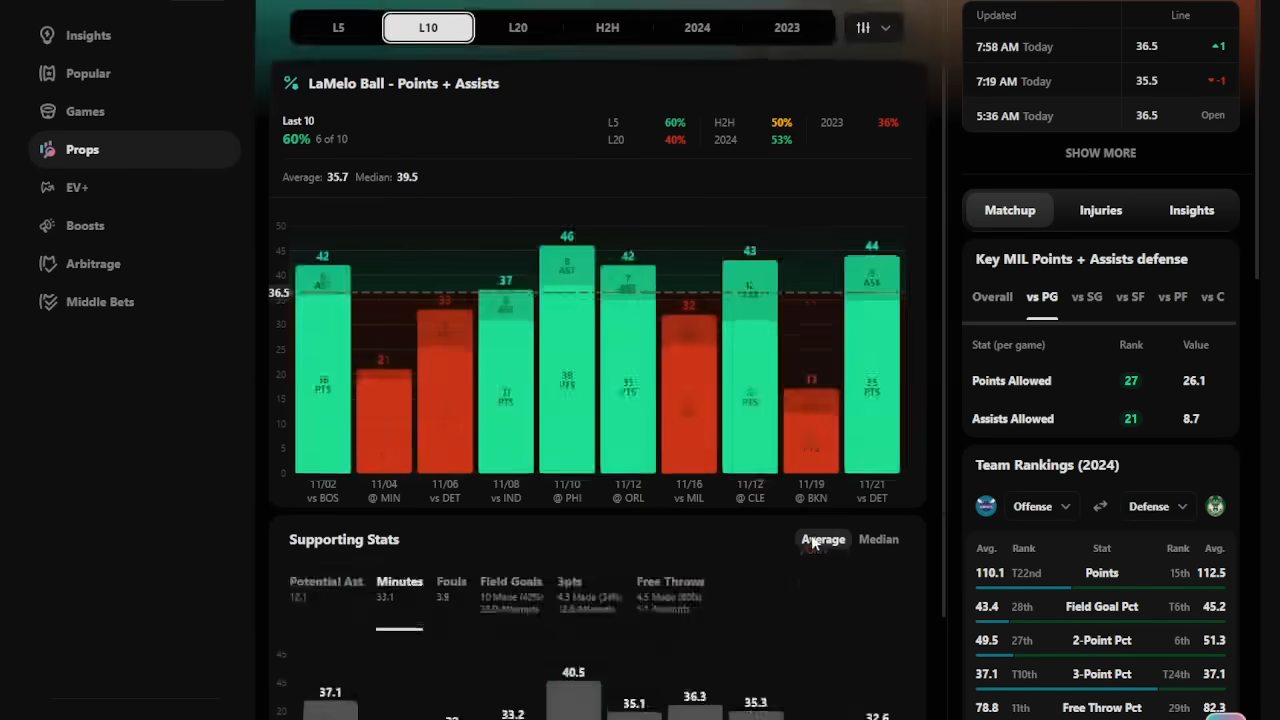 Insights
Popular
Games
Props
EV+
Boosts
Arbitrage
Middle Bets
L5 L10 L20 H2H 2024 2023
LaMelo Ball - Points + Assists
Last 10
60% 6 of 10
L5 60% H2H 50% 2023 36%
L20 40% 2024 53%
Average: 35.7 Median: 39.5
50
45
40
36.5
35
30
25
20
15
10
5
0
42 21 33 37 46 42 32 43 44
AST
PTS
11/02 11/04 11/06 11/08 11/10 11/12 11/16 11/12 11/19 11/21
vs BOS @ MIN vs DET vs IND @ PHI @ ORL vs MIL @ CLE @ BKN vs DET
Supporting Stats
Average Median
Potential Ast. Minutes Fouls Field Goals 3pts Free Throws
12.1 33.1 3.9
45
37.1 40.5 35.1 36.3 35.3 33.2 32.6
Updated Line
7:58 AM Today 36.5 1
7:19 AM Today 35.5 -1
5:36 AM Today 36.5 Open
SHOW MORE
Matchup Injuries Insights
Key MIL Points + Assists defense
Overall vs PG vs SG vs SF vs PF vs C
Stat (per game) Rank Value
Points Allowed 27 26.1
Assists Allowed 21 8.7
Team Rankings (2024)
Offense Defense
Avg. Rank Stat Rank Avg.
110.1 T22nd Points 15th 112.5
43.4 28th Field Goal Pct T6th 45.2
49.5 27th 2-Point Pct 6th 51.3
37.1 T10th 3-Point Pct T24th 37.1
78.8 11th Free Throw Pct 29th 82.3